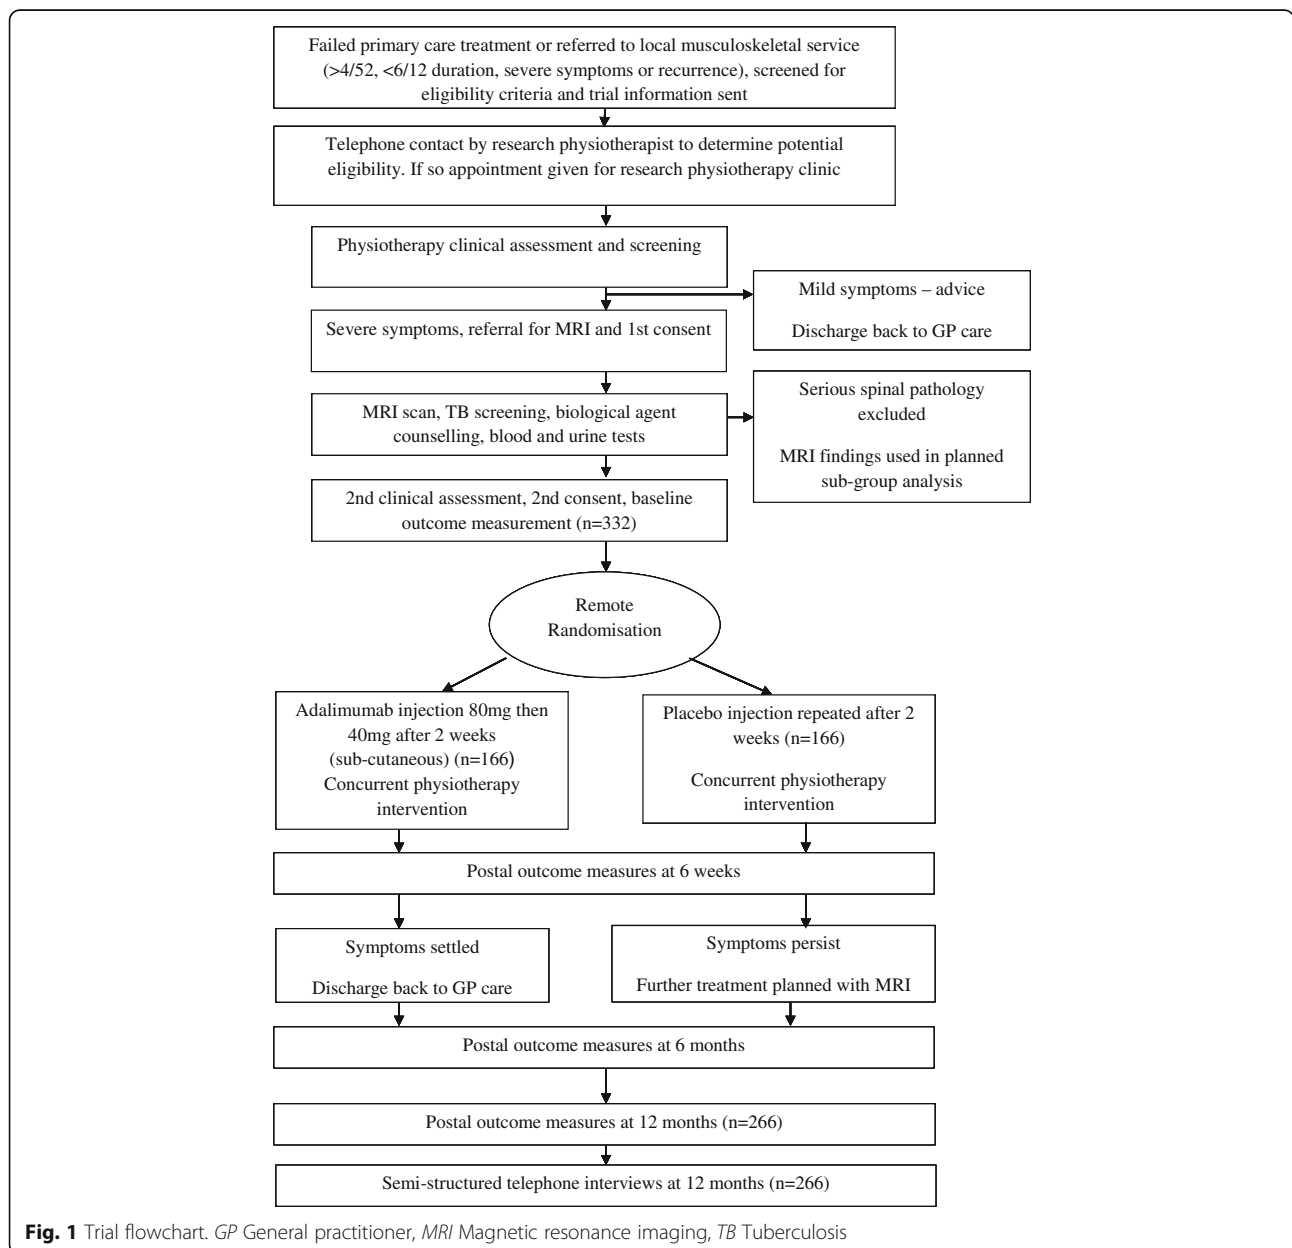 Failed primary care treatment or referred to local musculoskeletal service
(>4/52, <6/12 duration, severe symptoms or recurrence), screened for
eligibility criteria and trial information sent
Telephone contact by research physiotherapist to determine potential
eligibility. If so appointment given for research physiotherapy clinic
Physiotherapy clinical assessment and screening
Mild symptoms – advice
Discharge back to GP care
Severe symptoms, referral for MRI and 1st consent
MRI scan, TB screening, biological agent
counselling, blood and urine tests
Serious spinal pathology
excluded
MRI findings used in planned
sub-group analysis
2nd clinical assessment, 2nd consent, baseline
outcome measurement (n=332)
Remote
Randomisation
Adalimumab injection 80mg then
40mg after 2 weeks
(sub-cutaneous) (n=166)
Concurrent physiotherapy
intervention
Placebo injection repeated after 2
weeks (n=166)
Concurrent physiotherapy
intervention
Postal outcome measures at 6 weeks
Symptoms settled
Discharge back to GP care
Symptoms persist
Further treatment planned with MRI
Postal outcome measures at 6 months
Postal outcome measures at 12 months (n=266)
Semi-structured telephone interviews at 12 months (n=266)
Fig. 1 Trial flowchart. GP General practitioner, MRI Magnetic resonance imaging, TB Tuberculosis